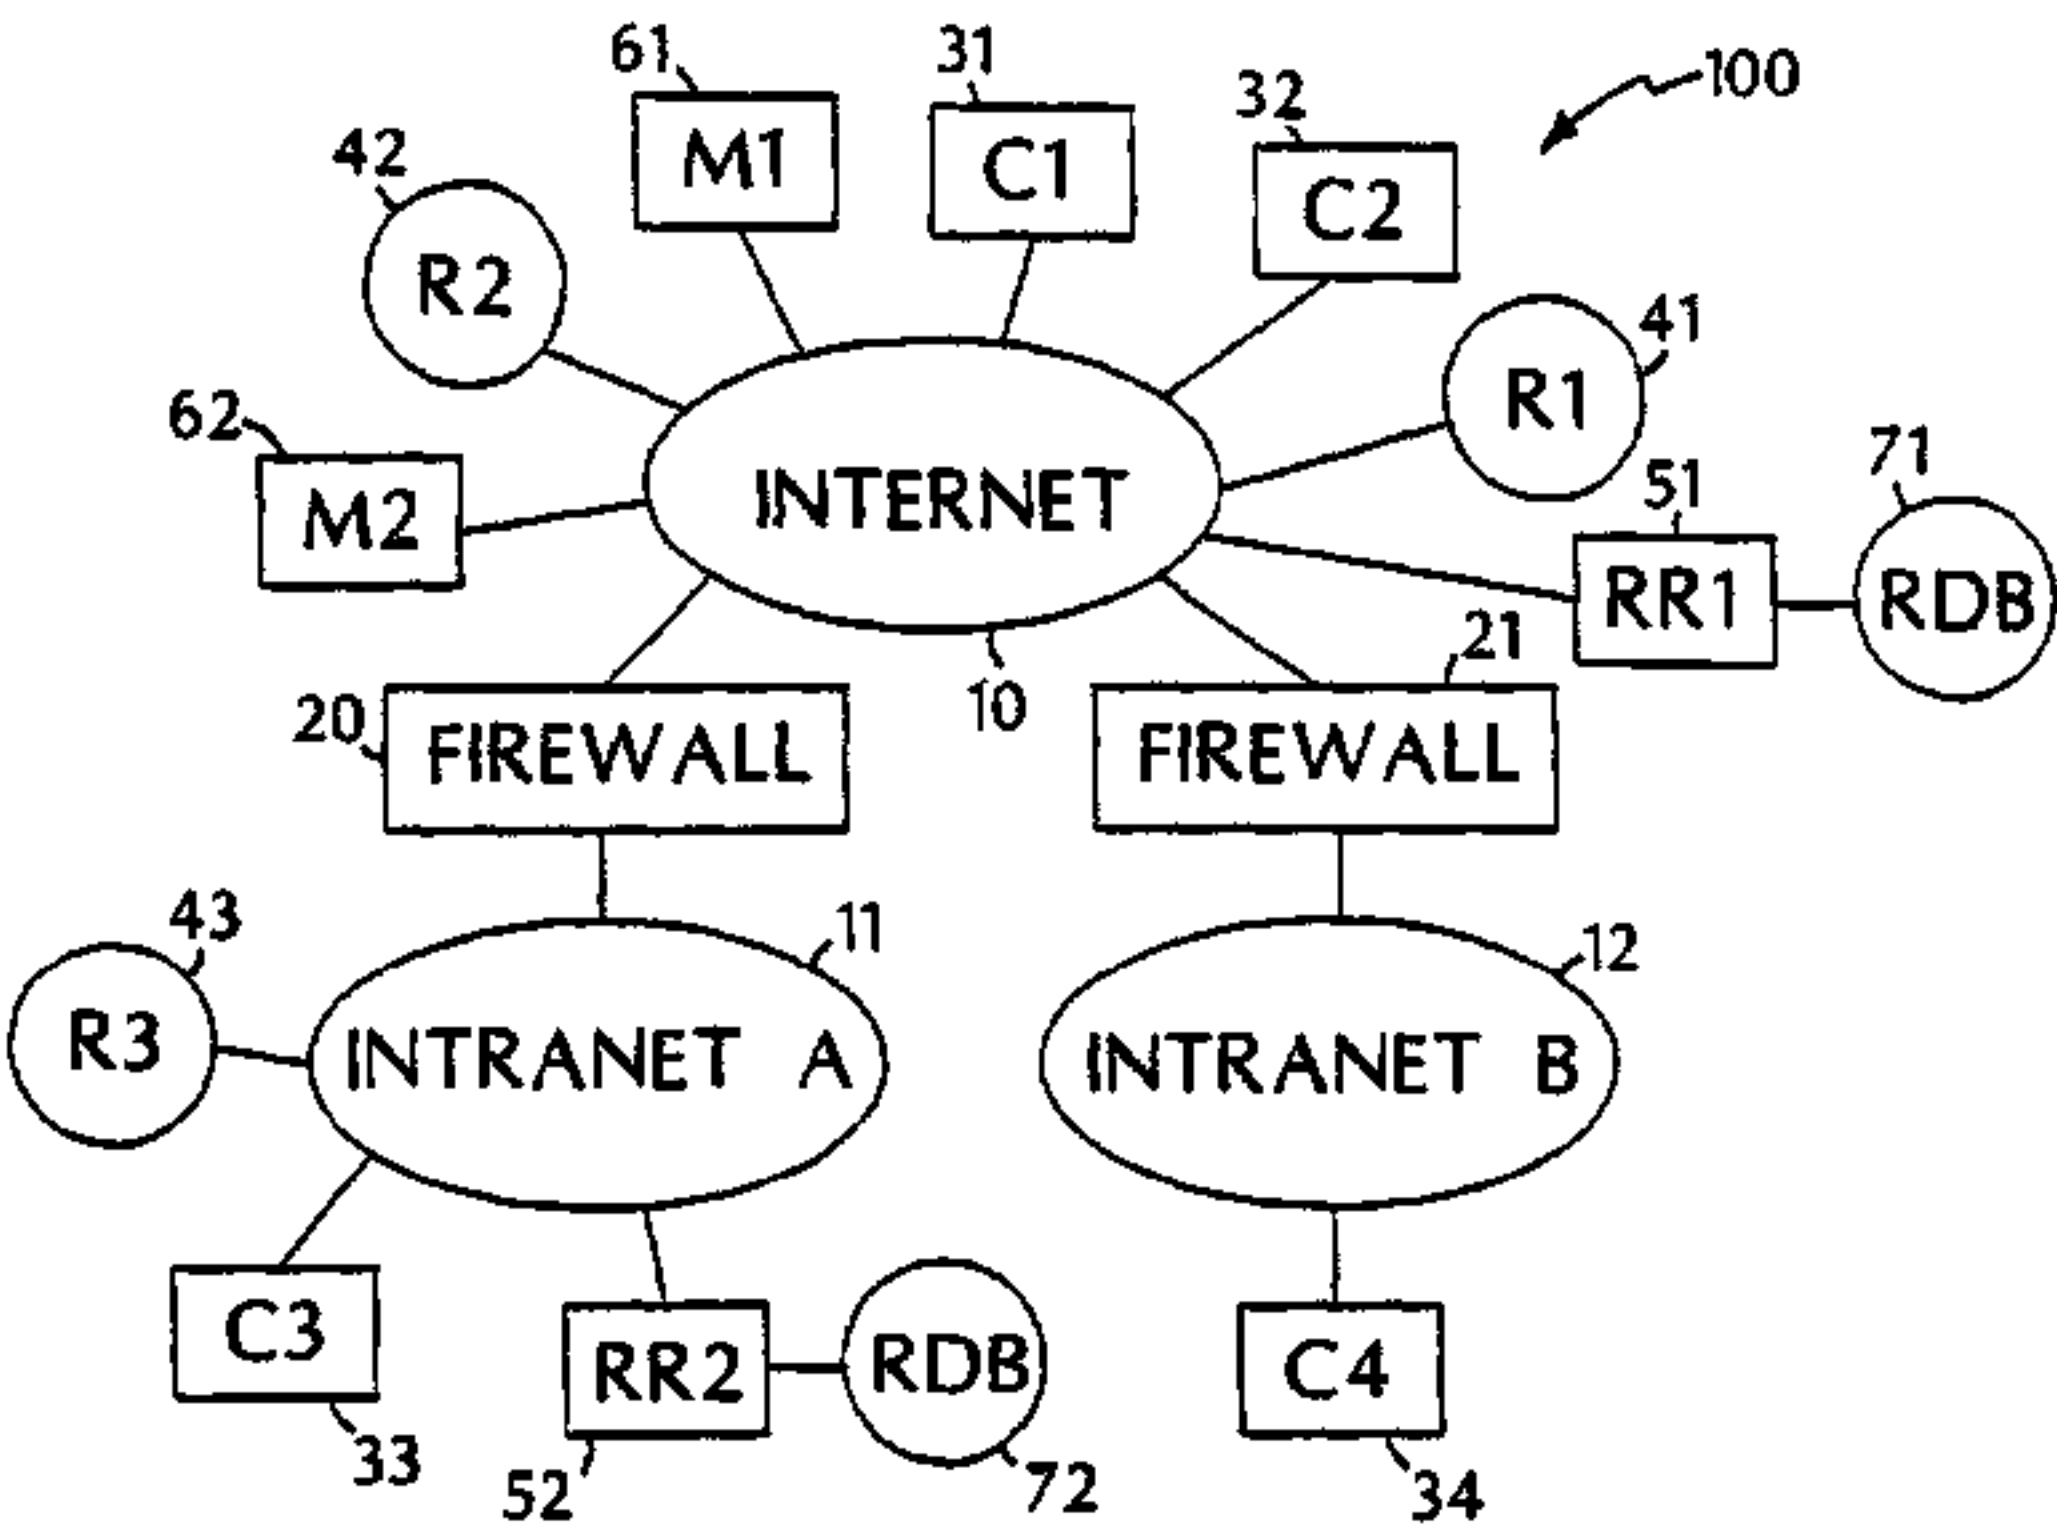 61
31
100
32
M1
C1
42
C2
R2
41
R1
62
71
51
INTERNET
M2
RR1
RDB
21
10
20
FIREWALL
FIREWALL
43
11
12
R3
INTRANET A
INTRANET B
C3
RR2
RDB
C4
33
52
72
34